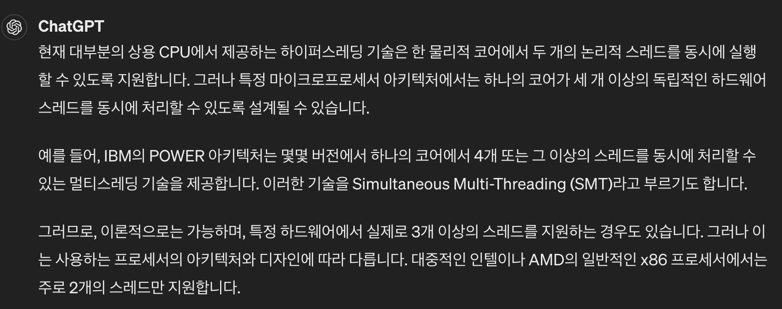 ChatGPT
현재 대부분의 상용 CPU에서 제공하는 하이퍼스레딩 기술은 한 물리적 코어에서 두 개의 논리적 스레드를 동시에 실행
할 수 있도록 지원합니다. 그러나 특정 마이크로프로세서 아키텍처에서는 하나의 코어가 세 개 이상의 독립적인 하드웨어
스레드를 동시에 처리할 수 있도록 설계될 수 있습니다.
예를 들어, IBM의 POWER 아키텍처는 몇몇 버전에서 하나의 코어에서 4개 또는 그 이상의 스레드를 동시에 처리할 수
있는 멀티스레딩 기술을 제공합니다. 이러한 기술을 Simultaneous Multi-Threading (SMT)라고 부르기도 합니다.
그러므로, 이론적으로는 가능하며, 특정 하드웨어에서 실제로 3개 이상의 스레드를 지원하는 경우도 있습니다. 그러나 이
는 사용하는 프로세서의 아키텍처와 디자인에 따라 다릅니다. 대중적인 인텔이나 AMD의 일반적인 x86 프로세서에서는
주로 2개의 스레드만 지원합니다.